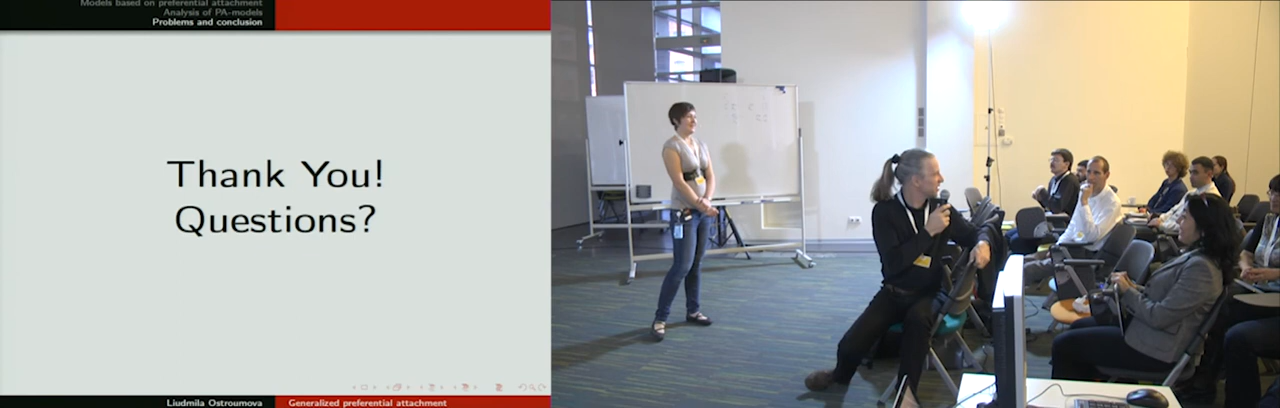 Models based on preferential attachment
Analysis of PA-models
Problems and conclusion
Thank You!
Questions?
Liudmila Ostroumova
Generalized preferential attachment